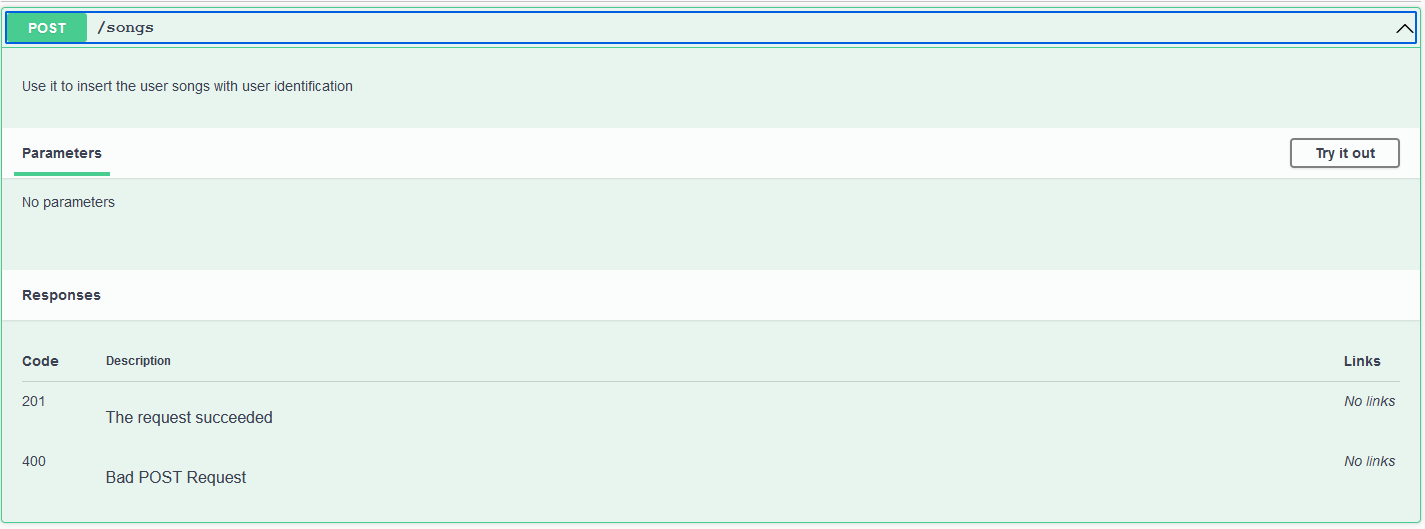 POST /songs
Use it to insert the user songs with user identification
Parameters Try it out
No parameters
Responses
Code Description Links
201 No links
The request succeeded
400 No links
Bad POST Request